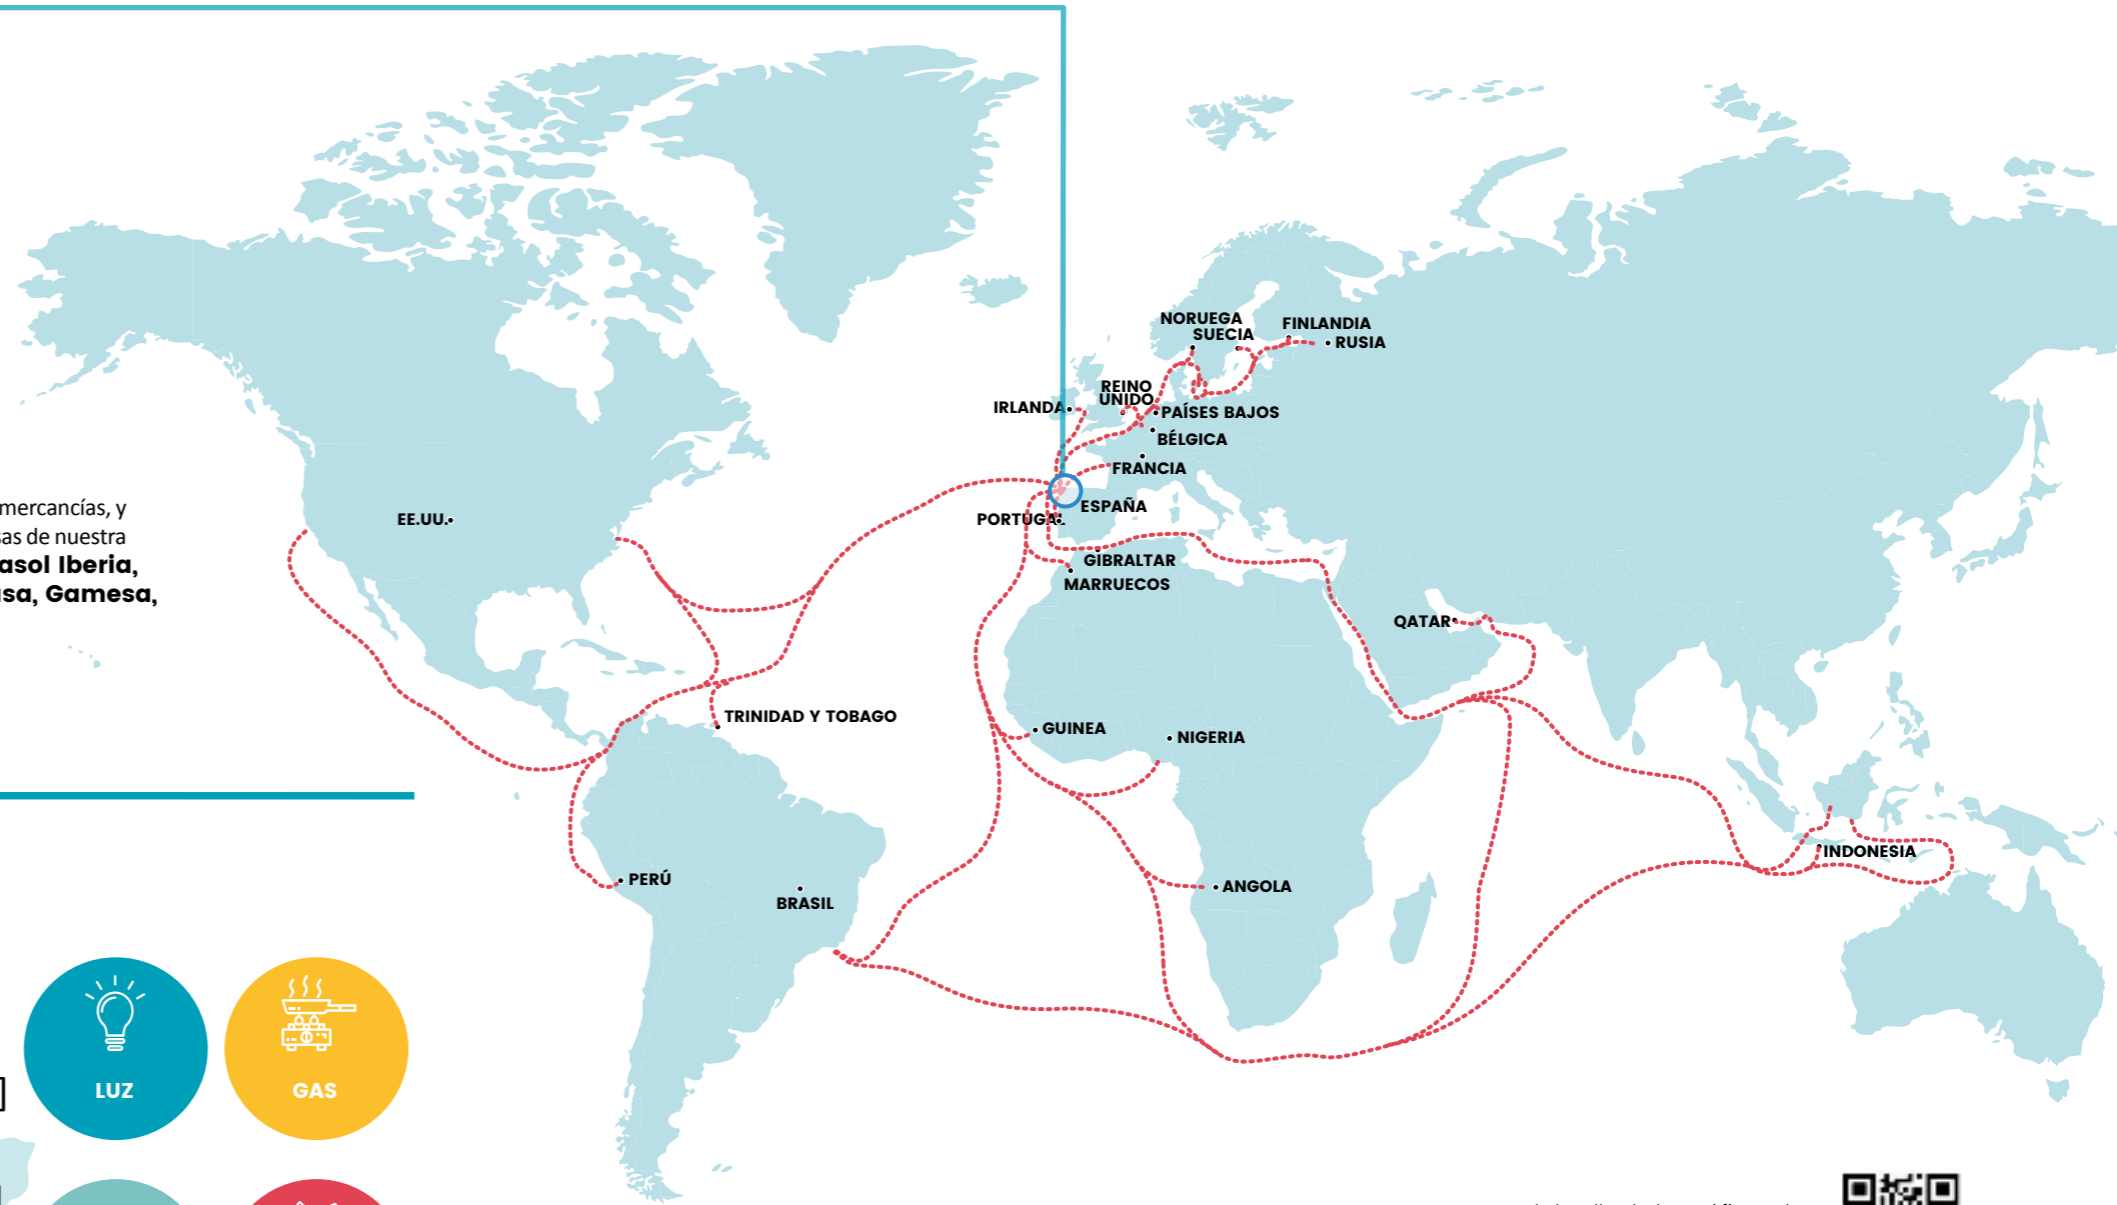 NORUEGA
SUECIA
FINLANDIA
RUSIA
REINO
UNIDO
IRLANDA
PAÍSES BAJOS
BÉLGICA
FRANCIA
ESPAÑA
PORTUGAL
GIBRALTAR
MARRUECOS
EE.UU.
mercancías, y
sas de nuestra
asol Iberia,
sa, Gamesa,
QATAR
TRINIDAD Y TOBAGO
GUINEA
NIGERIA
INDONESIA
PERÚ
BRASIL
ANGOLA
LUZ
GAS